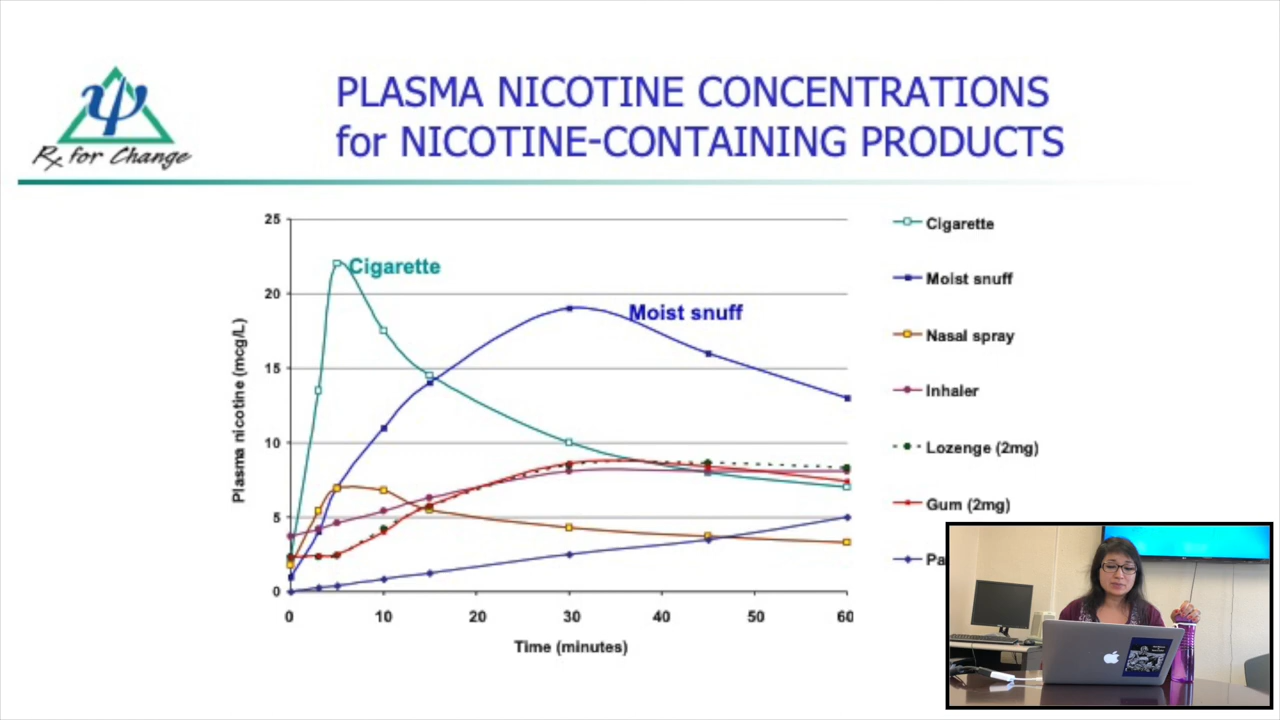 PLASMA NICOTINE CONCENTRATIONS
for NICOTINE-CONTAINING PRODUCTS
Rx for Change
25
20
15
10
5
0
Plasma nicotine (mcg/L)
Cigarette
Moist snuff
0 10 20 30 40 50 60
Time (minutes)
Cigarette
Moist snuff
Nasal spray
Inhaler
Lozenge (2mg)
Gum (2mg)
Pa